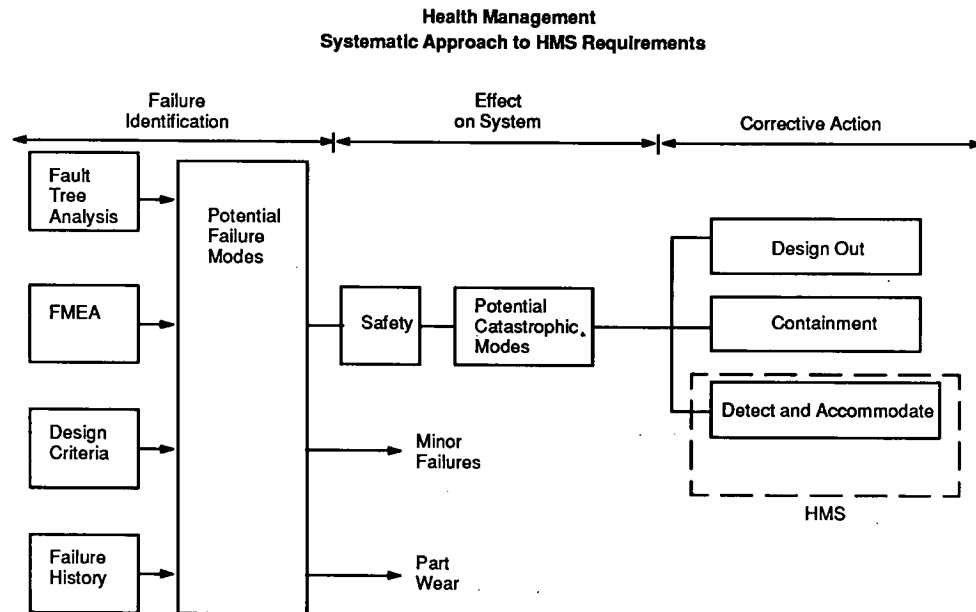 Health Management
Systematic Approach to HMS Requirements
Failure
Identification
Effect
on System
Corrective Action
Fault
Tree
Analysis
Potential
Failure
Modes
Design Out
FMEA
Safety
Potential
Catastrophic
Modes
Containment
Detect and Accommodate
Design
Criteria
Minor
Failures
HMS
Failure
History
Part
Wear